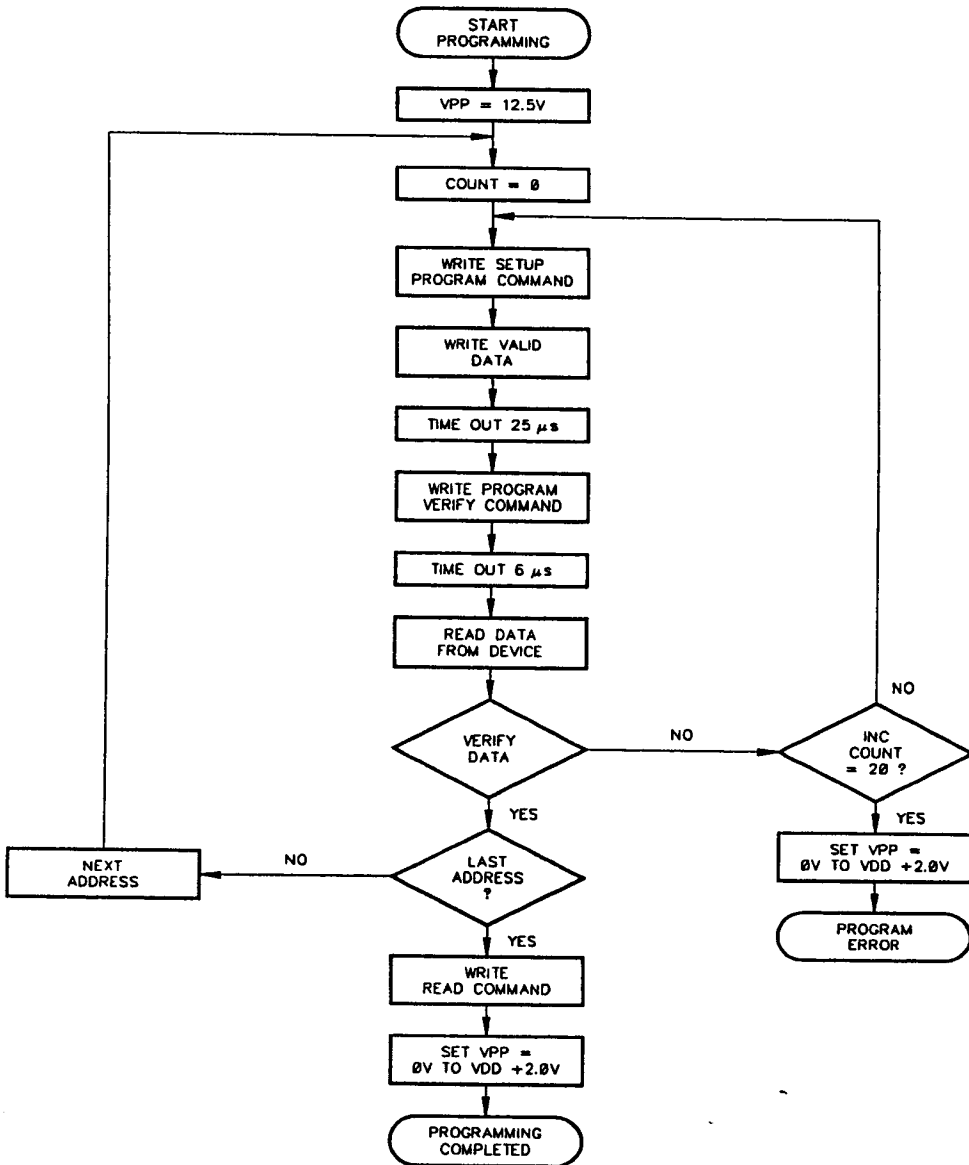 START
PROGRAMMING
VPP = 12.5V
COUNT = 0
WRITE SETUP
PROGRAM COMMAND
WRITE VALID
DATA
TIME OUT 25 μs
WRITE PROGRAM
VERIFY COMMAND
TIME OUT 6 μs
READ DATA
FROM DEVICE
VERIFY
DATA
NO
INC
COUNT
= 20 ?
NO
YES
SET VPP =
0V TO VDD +2.0V
PROGRAM
ERROR
YES
LAST
ADDRESS
?
NO
NEXT
ADDRESS
YES
WRITE
READ COMMAND
SET VPP =
0V TO VDD +2.0V
PROGRAMMING
COMPLETED